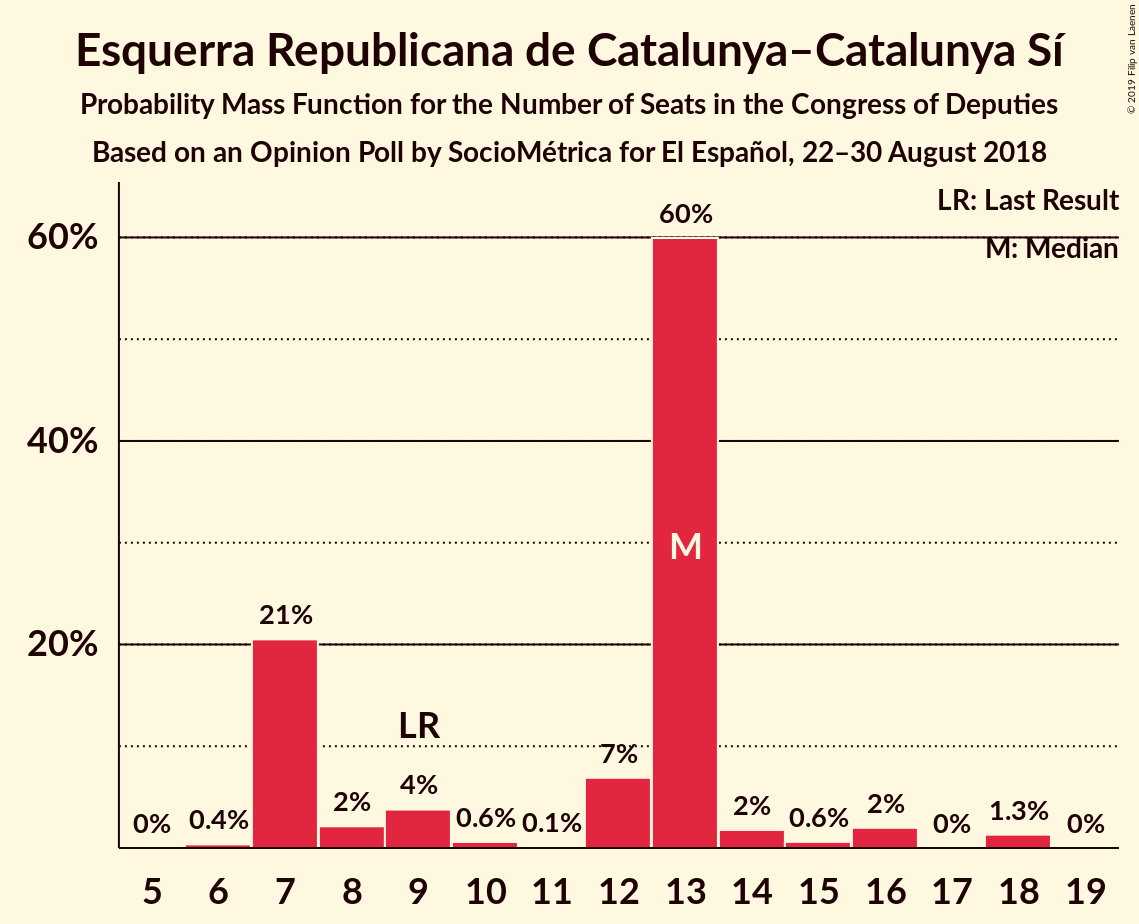 Esquerra Republicana de Catalunya–Catalunya Sí
Probability Mass Function for the Number of Seats in the Congress of Deputies
Based on an Opinion Poll by SocioMétrica for El Español, 22–30 August 2018
© 2019 Filip van Laenen
LR: Last Result
M: Median
60%
40%
20%
0%
0.4%
21%
2%
LR
4%
0.6%
0.1%
7%
60%
M
2%
0.6%
2%
0%
1.3%
0%
5 6 7 8 9 10 11 12 13 14 15 16 17 18 19